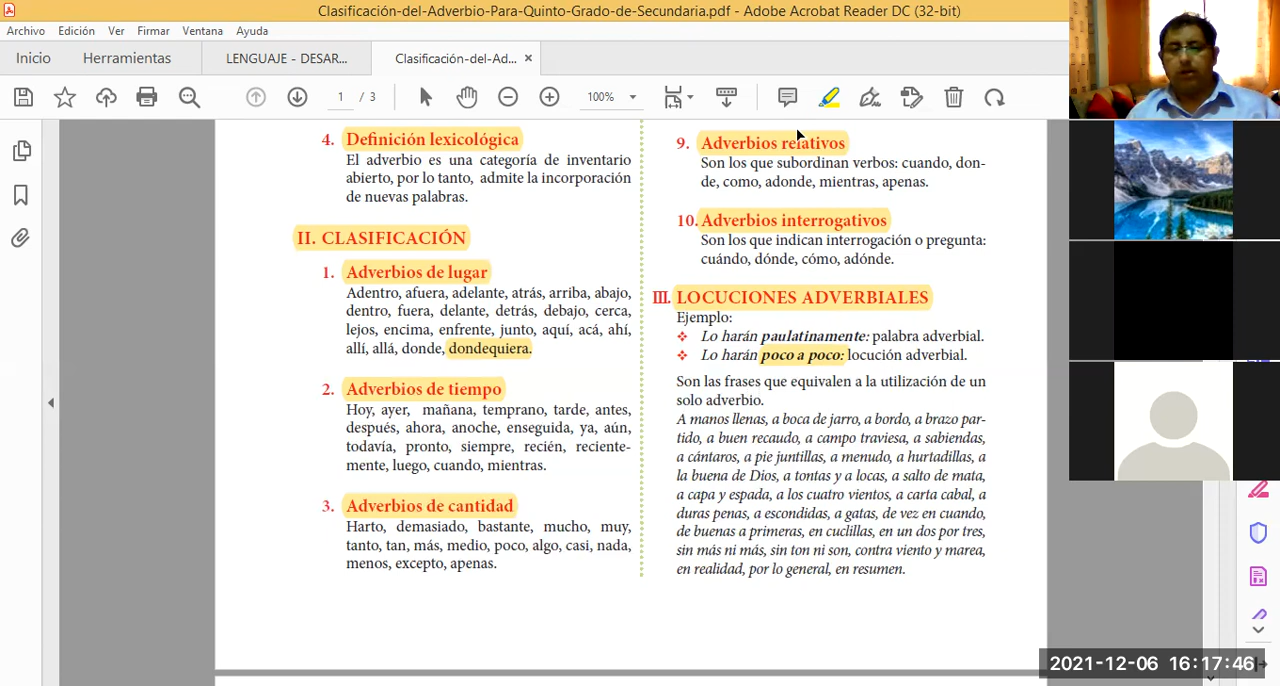 Clasificación-del-Adverbio-Para-Quinto-Grado-de-Secundaria.pdf - Adobe Acrobat Reader DC (32-bit)
Archivo Edición Ver Firmar Ventana Ayuda
Inicio Herramientas LENGUAJE - DESAR... Clasificación-del-Ad... ×
1 / 3 100%
4. Definición lexicológica
El adverbio es una categoría de inventario
abierto, por lo tanto, admite la incorporación
de nuevas palabras.
II. CLASIFICACIÓN
1. Adverbios de lugar
Adentro, afuera, adelante, atrás, arriba, abajo,
dentro, fuera, delante, detrás, debajo, cerca,
lejos, encima, enfrente, junto, aquí, acá, ahí,
allí, allá, donde, dondequiera.
2. Adverbios de tiempo
Hoy, ayer, mañana, temprano, tarde, antes,
después, ahora, anoche, enseguida, ya, aún,
todavía, pronto, siempre, recién, reciente-
mente, luego, cuando, mientras.
3. Adverbios de cantidad
Harto, demasiado, bastante, mucho, muy,
tanto, tan, más, medio, poco, algo, casi, nada,
menos, excepto, apenas.
9. Adverbios relativos
Son los que subordinan verbos: cuando, don-
de, como, adonde, mientras, apenas.
10. Adverbios interrogativos
Son los que indican interrogación o pregunta:
cuándo, dónde, cómo, adónde.
III. LOCUCIONES ADVERBIALES
Ejemplo:
Lo harán paulatinamente: palabra adverbial.
Lo harán poco a poco: locución adverbial.
Son las frases que equivalen a la utilización de un
solo adverbio.
A manos llenas, a boca de jarro, a bordo, a brazo par-
tido, a buen recaudo, a campo traviesa, a sabiendas,
a cántaros, a pie juntillas, a menudo, a hurtadillas, a
la buena de Dios, a tontas y a locas, a salto de mata,
a capa y espada, a los cuatro vientos, a carta cabal, a
duras penas, a escondidas, a gatas, de vez en cuando,
de buenas a primeras, en cuclillas, en un dos por tres,
sin más ni más, sin ton ni son, contra viento y marea,
en realidad, por lo general, en resumen.
2021-12-06 16:17:46